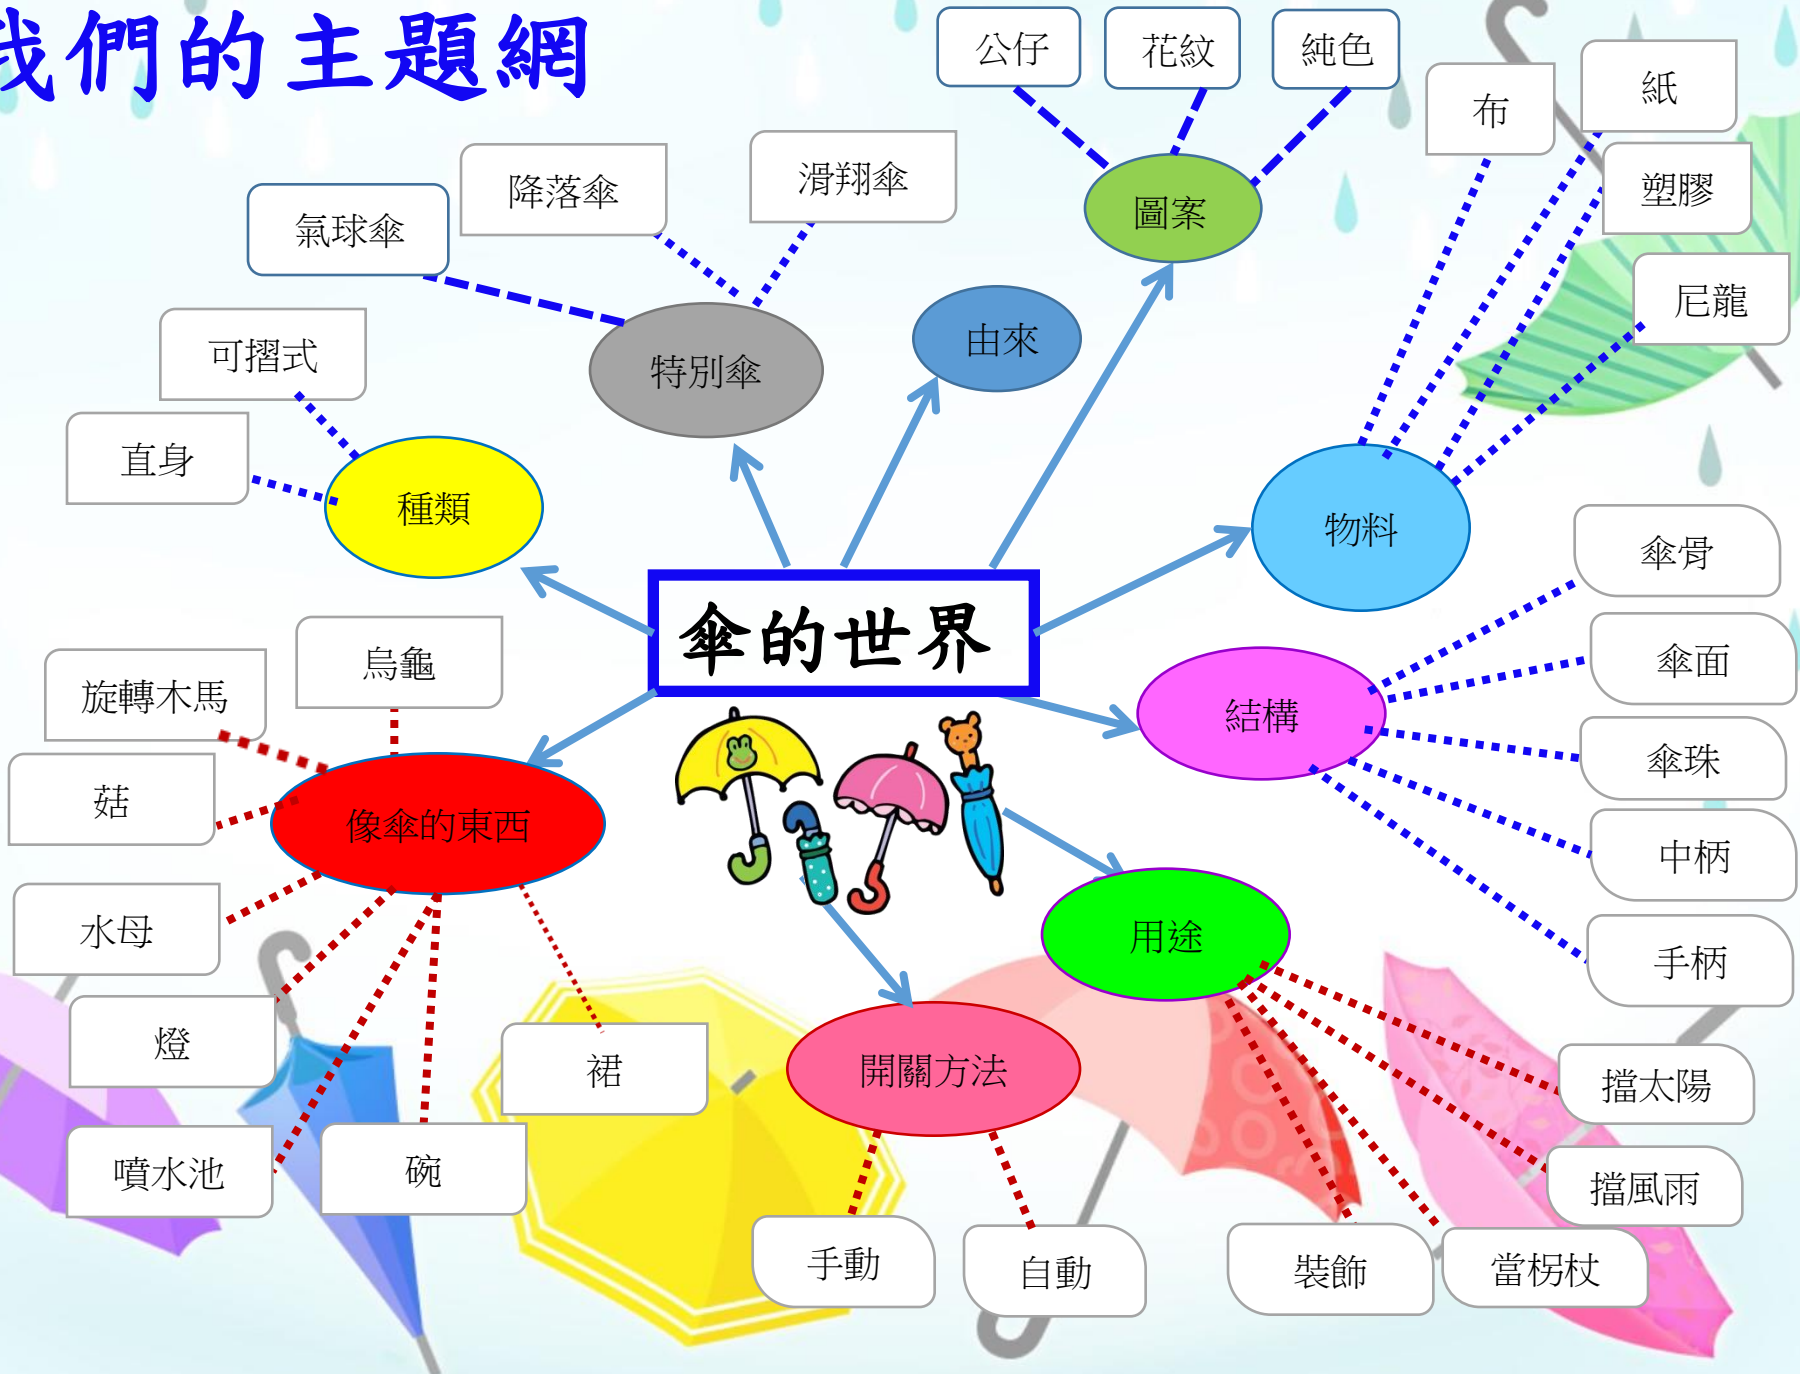 我們的主題網
公仔
花紋
純色
布
紙
塑膠
尼龍
氣球傘
降落傘
滑翔傘
圖案
由來
特別傘
可摺式
直身
種類
物料
傘的世界
傘骨
傘面
傘珠
中柄
手柄
結構
烏龜
旋轉木馬
菇
像傘的東西
水母
燈
噴水池
碗
裙
用途
開關方法
擋太陽
擋風雨
當柺杖
裝飾
手動
自動